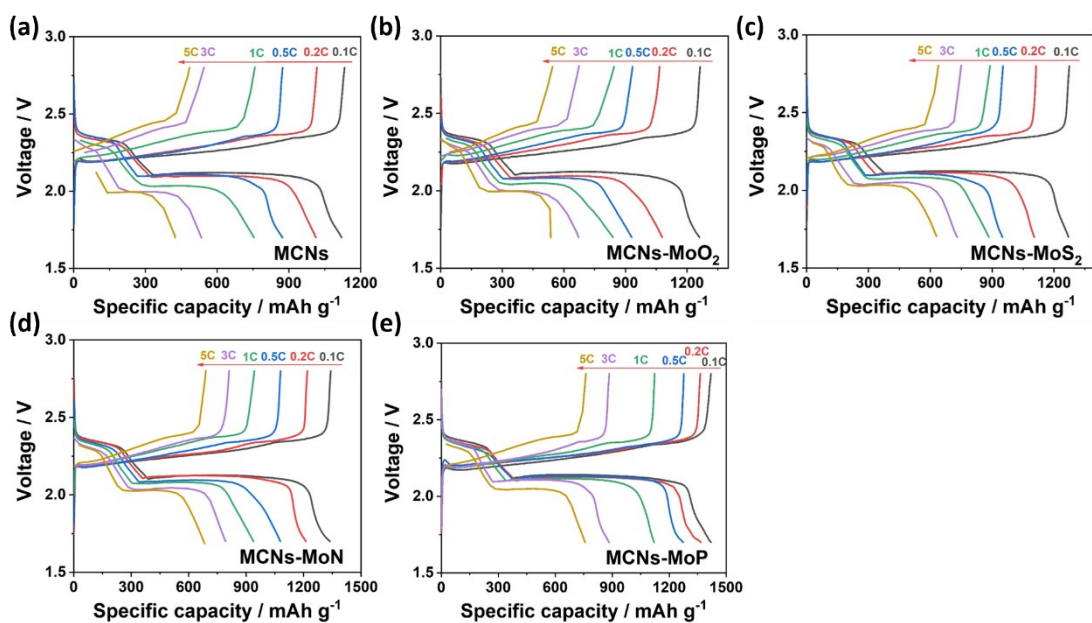 (a)
3.0
2.5
2.0
1.5
Voltage / V
5C 3C 1C 0.5C 0.2C 0.1C
MCNs
0 300 600 900 1200
Specific capacity / mAh g⁻¹
(b)
3.0
2.5
2.0
1.5
Voltage / V
5C 3C 1C 0.5C 0.2C 0.1C
MCNs-MoO₂
0 300 600 900 1200
Specific capacity / mAh g⁻¹
(c)
3.0
2.5
2.0
1.5
Voltage / V
5C 3C 1C 0.5C 0.2C 0.1C
MCNs-MoS₂
0 300 600 900 1200
Specific capacity / mAh g⁻¹
(d)
3.0
2.5
2.0
1.5
Voltage / V
5C 3C 1C 0.5C 0.2C 0.1C
MCNs-MoN
0 300 600 900 1200 1500
Specific capacity / mAh g⁻¹
(e)
3.0
2.5
2.0
1.5
Voltage / V
0.2C
5C 3C 1C 0.5C 0.1C
MCNs-MoP
0 300 600 900 1200 1500
Specific capacity / mAh g⁻¹